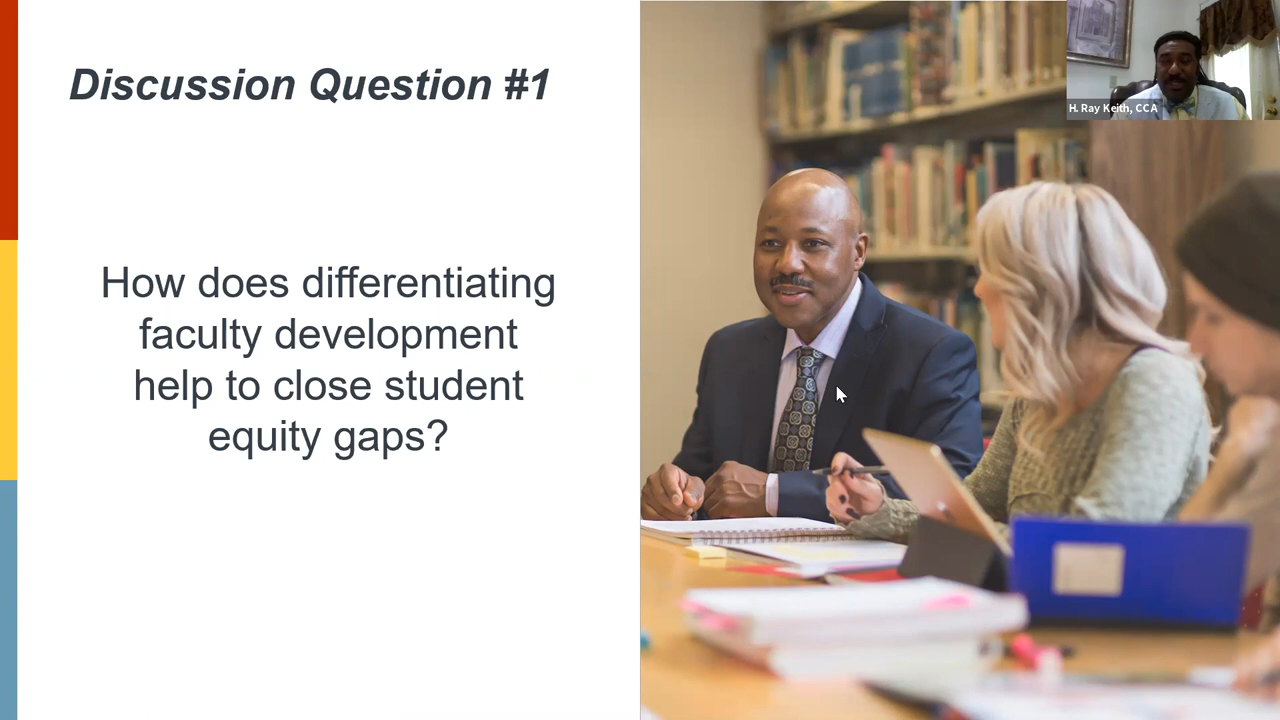 Discussion Question #1
How does differentiating
faculty development
help to close student
equity gaps?
H. Ray Keith, CCA